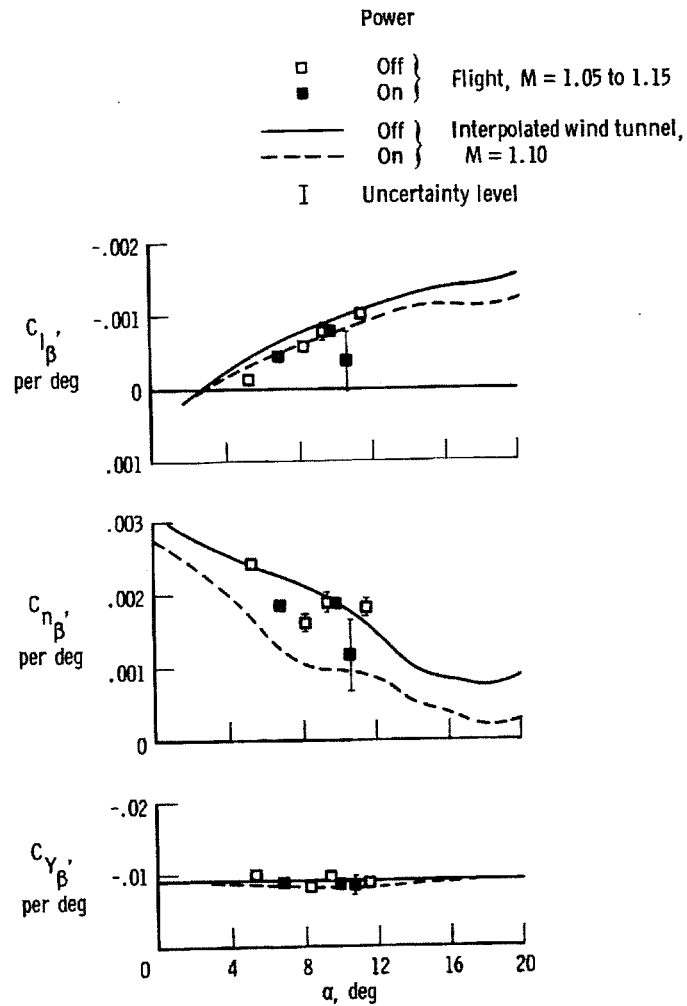 Power
Off
On
Flight, M = 1.05 to 1.15
Off
On
Interpolated wind tunnel,
M = 1.10
Uncertainty level
-.002
-.001
0
.001
C_lβ,
per deg
.003
.002
.001
0
C_nβ,
per deg
-.02
-.01
C_Yβ,
per deg
0 4 8 12 16 20
α, deg